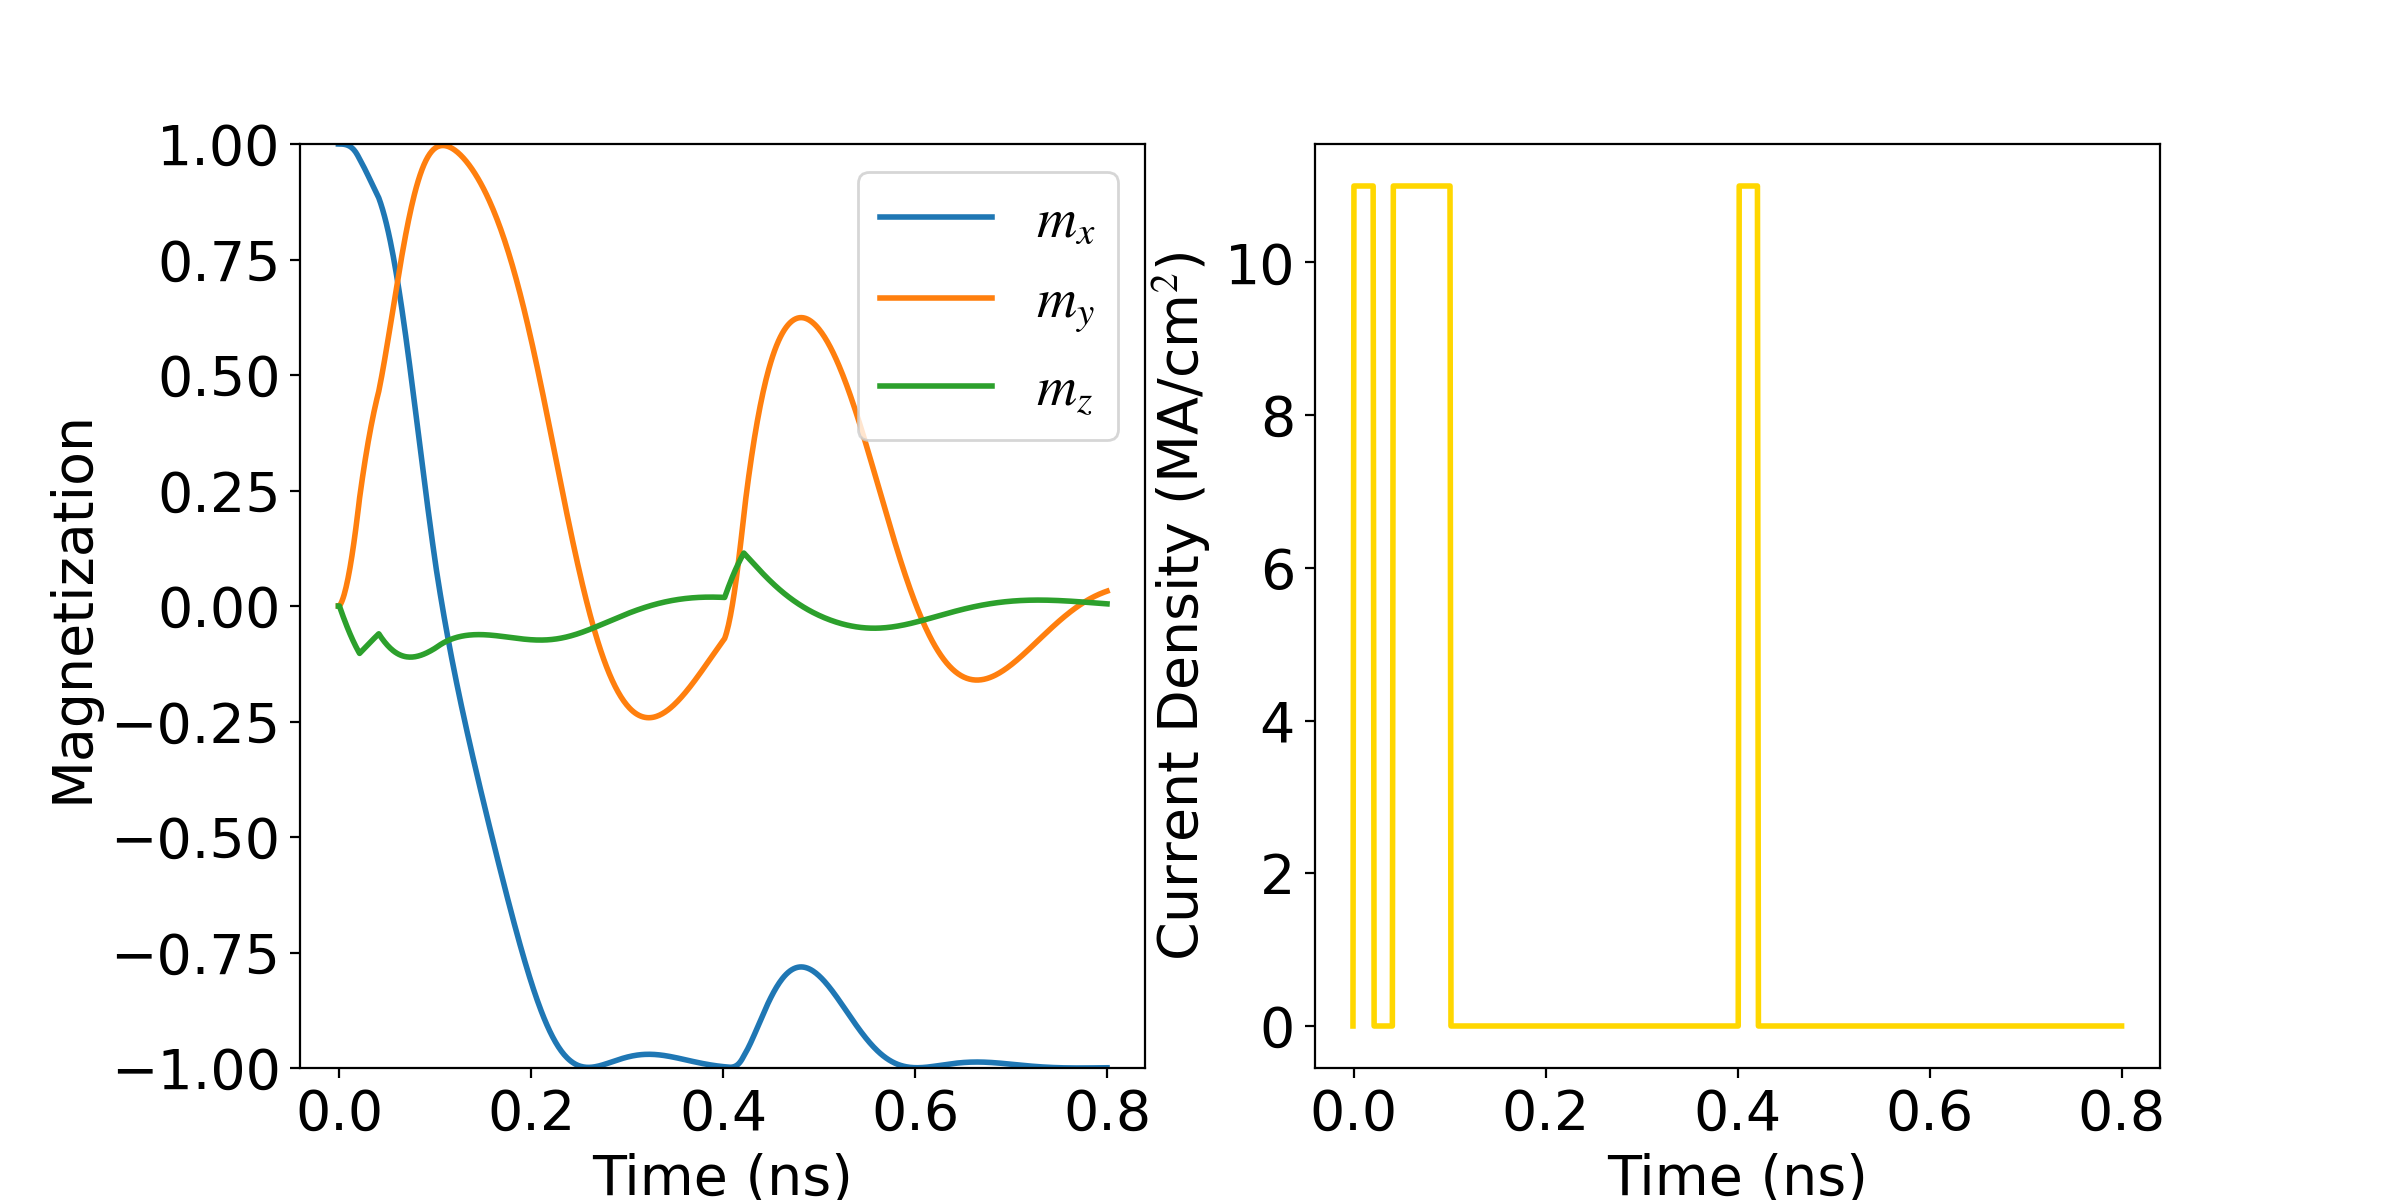 1.00
0.75
0.50
0.25
0.00
−0.25
−0.50
−0.75
−1.00
Magnetization
0.0 0.2 0.4 0.6 0.8
Time (ns)
m_x
m_y
m_z
10
8
6
4
2
0
Current Density (MA/cm²)
0.0 0.2 0.4 0.6 0.8
Time (ns)